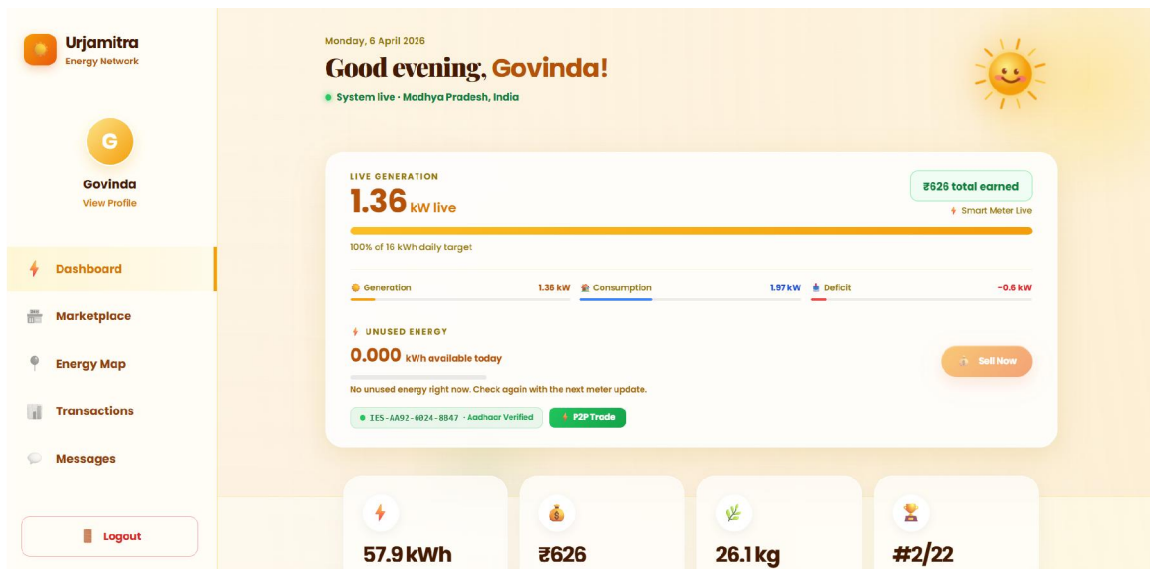 Urjamitra
Energy Network
G
Govinda
View Profile
Dashboard
Marketplace
Energy Map
Transactions
Messages
Logout
Monday, 6 April 2026
Good evening, Govinda!
System live · Madhya Pradesh, India
LIVE GENERATION
1.36 kW live
₹626 total earned
Smart Meter Live
100% of 16 kWh daily target
Generation 1.36 kW
Consumption 1.97 kW
Deficit -0.6 kW
UNUSED ENERGY
0.000 kWh available today
Sell Now
No unused energy right now. Check again with the next meter update.
IES-AA92-4024-8847 · Aadhaar Verified
P2P Trade
57.9 kWh
₹626
26.1 kg
#2/22